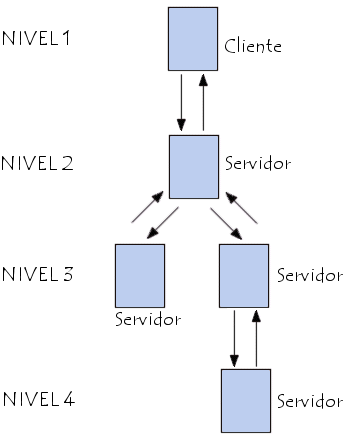 NIVEL 1
Cliente
NIVEL 2
Servidor
NIVEL 3
Servidor
Servidor
NIVEL 4
Servidor